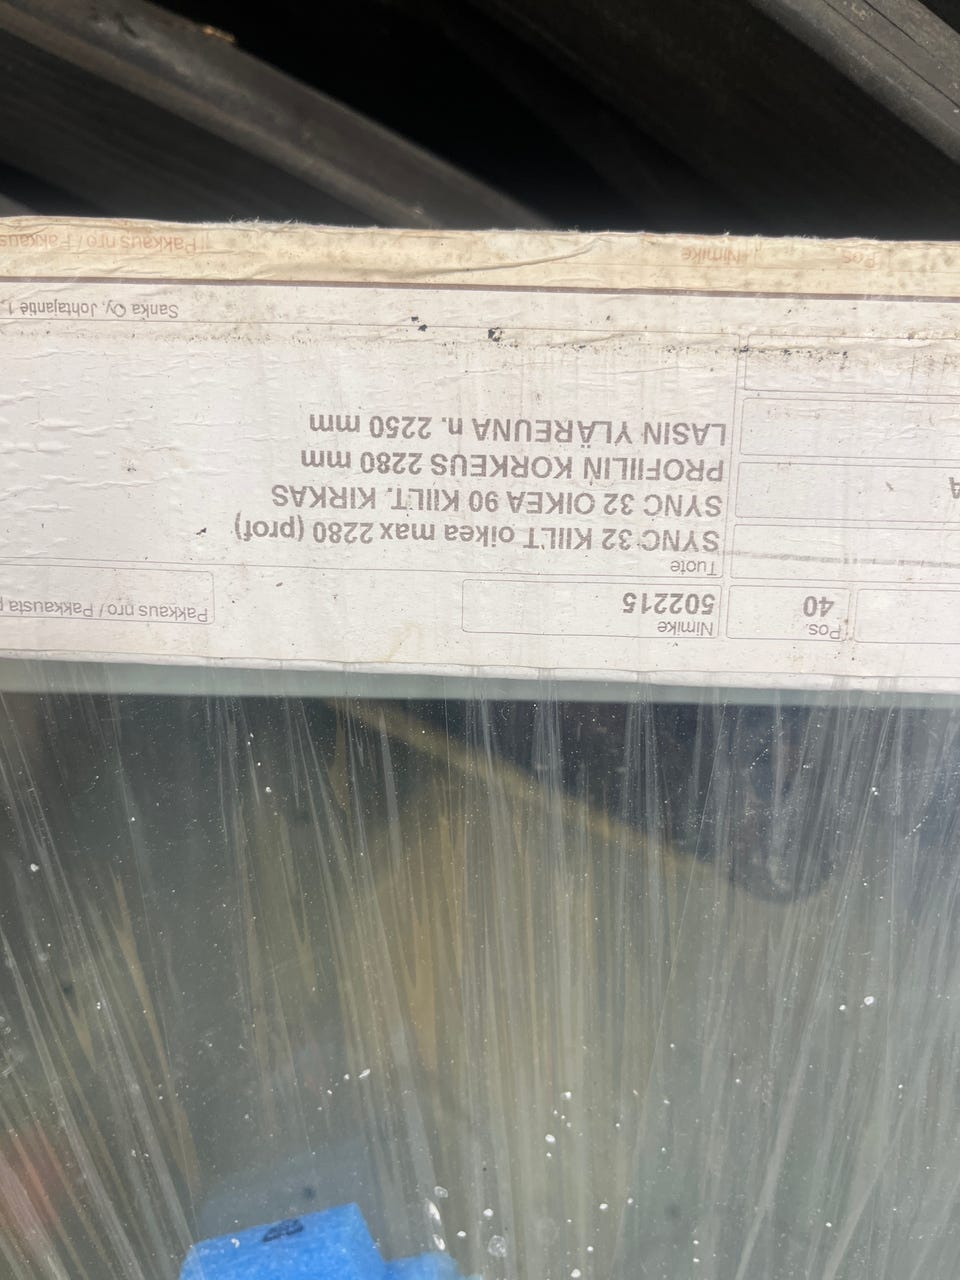 Pos.
40
Nimike
502215
Pakkaus nro / Pakkausta
Tuote
SYNC 32 KIILT oikea max 2280 (prof)
SYNC 32 OIKEA 90 KIILT. KIRKAS
PROFIILIN KORKEUS 2280 mm
LASIN YLÄREUNA n. 2250 mm
Sanka Oy, Johtajantie 1,
Pos
Nimike
Pakkaus nro / Pakkaus